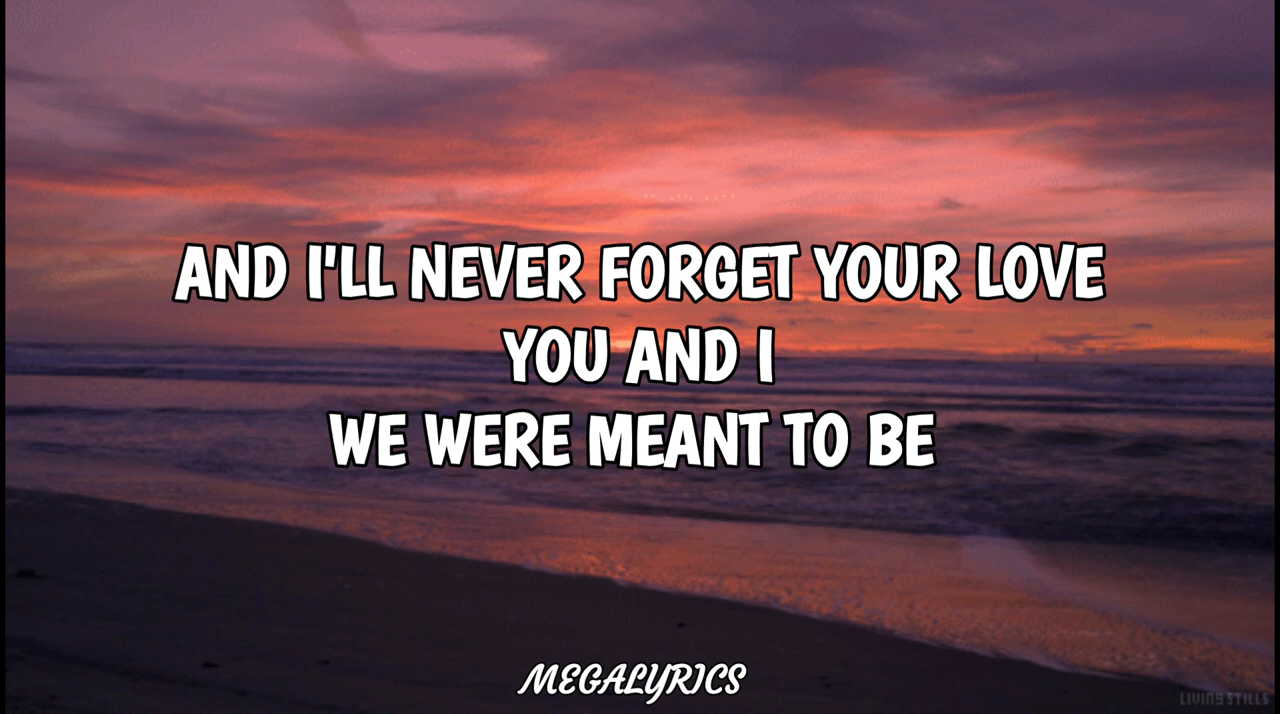 AND I'LL NEVER FORGET YOUR LOVE
YOU AND I
WE WERE MEANT TO BE
MEGALYRICS
LIVINGSTILLS